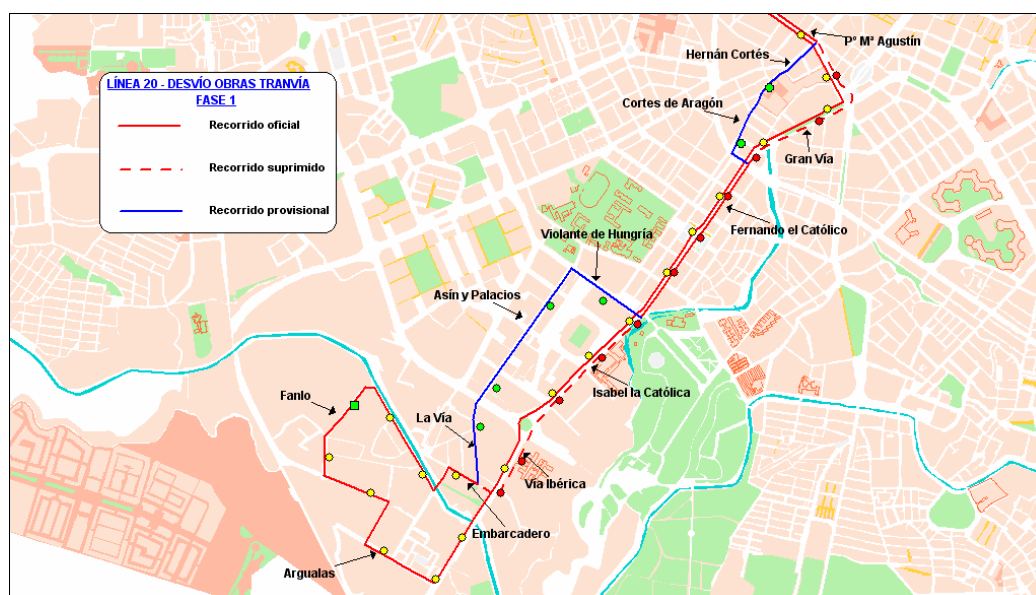 Pº Mª Agustín
Hernán Cortés
LÍNEA 20 - DESVÍO OBRAS TRANVÍA
FASE 1
Recorrido oficial
Recorrido suprimido
Recorrido provisional
Cortes de Aragón
Gran Vía
Violante de Hungría
Fernando el Católico
Asín y Palacios
Isabel la Católica
Fanlo
La Vía
Vía Ibérica
Embarcadero
Argualas